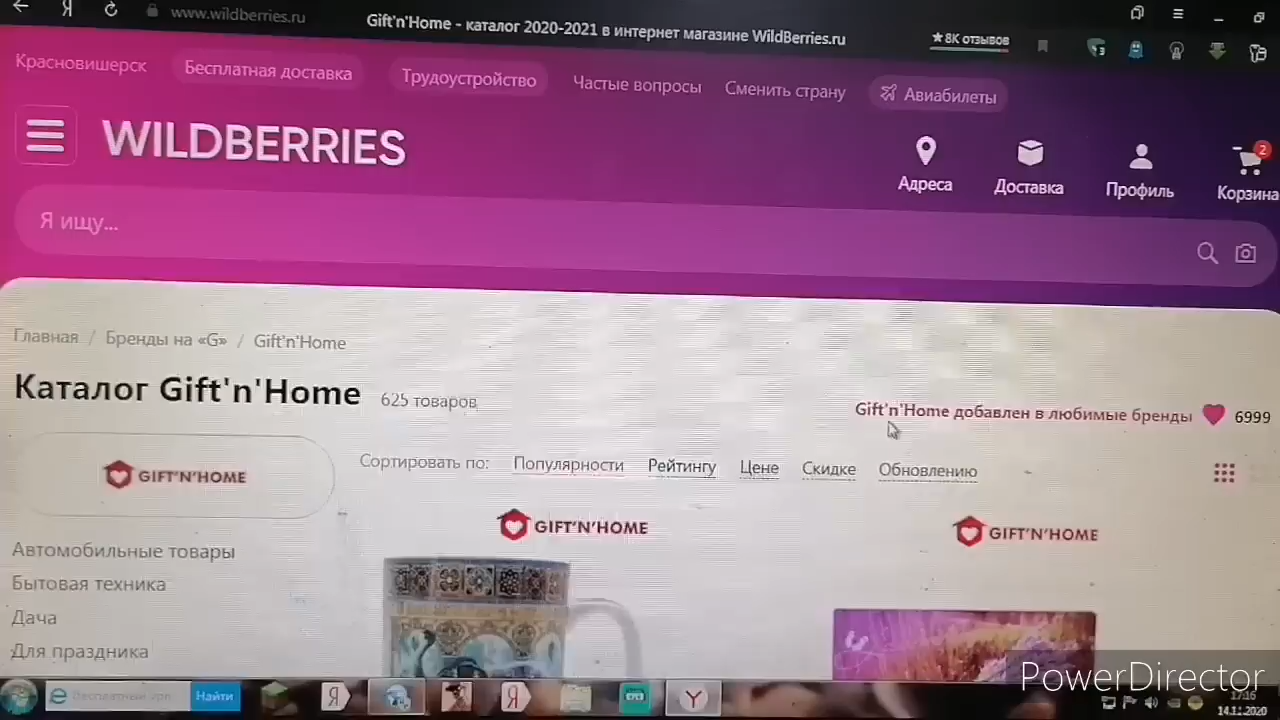 Я www.wildberries.ru Gift'n'Home - каталог 2020-2021 в интернет магазине WildBerries.ru ★ 8K отзывов
Красновишерск Бесплатная доставка Трудоустройство Частые вопросы Сменить страну Авиабилеты
WILDBERRIES
Адреса Доставка Профиль Корзина 2
Я ищу...
Главная / Бренды на «G» / Gift'n'Home
Каталог Gift'n'Home 625 товаров
Gift'n'Home добавлен в любимые бренды 6999
GIFT'N'HOME
Сортировать по: Популярности Рейтингу Цене Скидке Обновлению
GIFT'N'HOME GIFT'N'HOME
Автомобильные товары
Бытовая техника
Дача
Для праздника
PowerDirector
Найти Я Я Y
17:16
14.11.2020